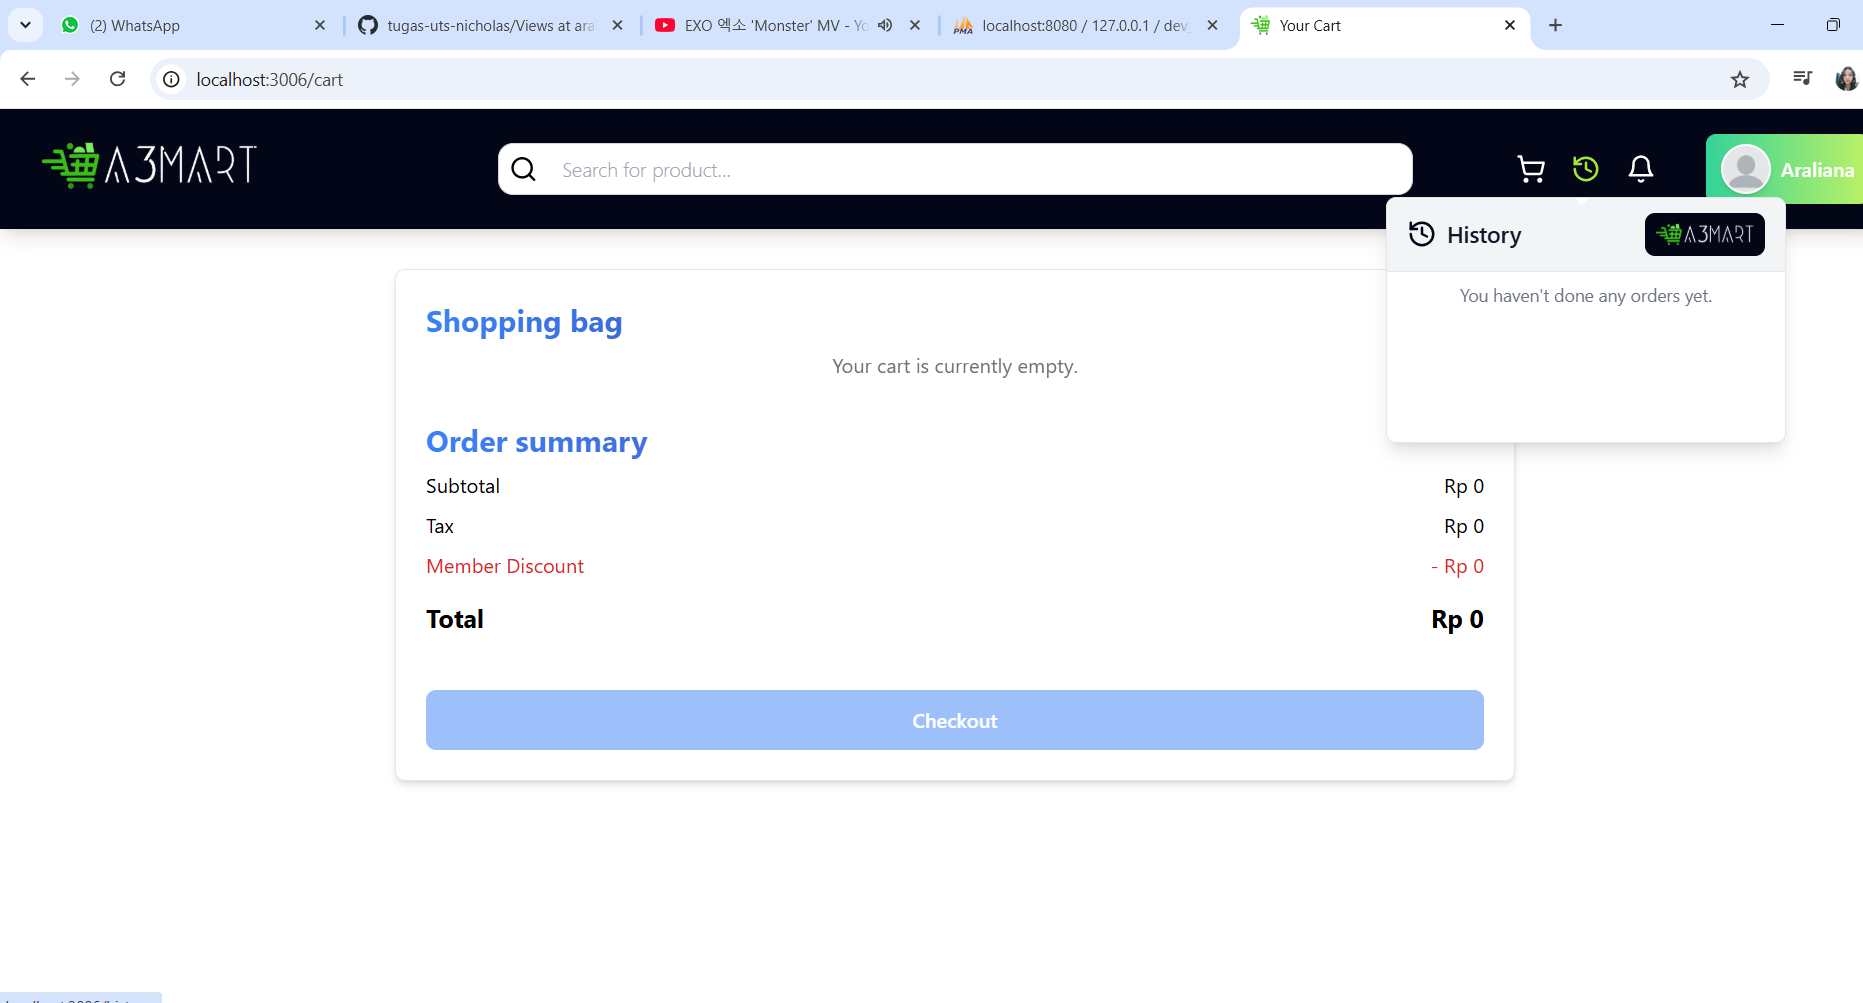 (2) WhatsApp
tugas-uts-nicholas/Views at ara
EXO 엑소 'Monster' MV - Yo
localhost:8080 / 127.0.0.1 / dev_
Your Cart
localhost:3006/cart
A3MART
Search for product...
Araliana
History
A3MART
You haven't done any orders yet.
Shopping bag
Your cart is currently empty.
Order summary
Subtotal Rp 0
Tax Rp 0
Member Discount - Rp 0
Total Rp 0
Checkout